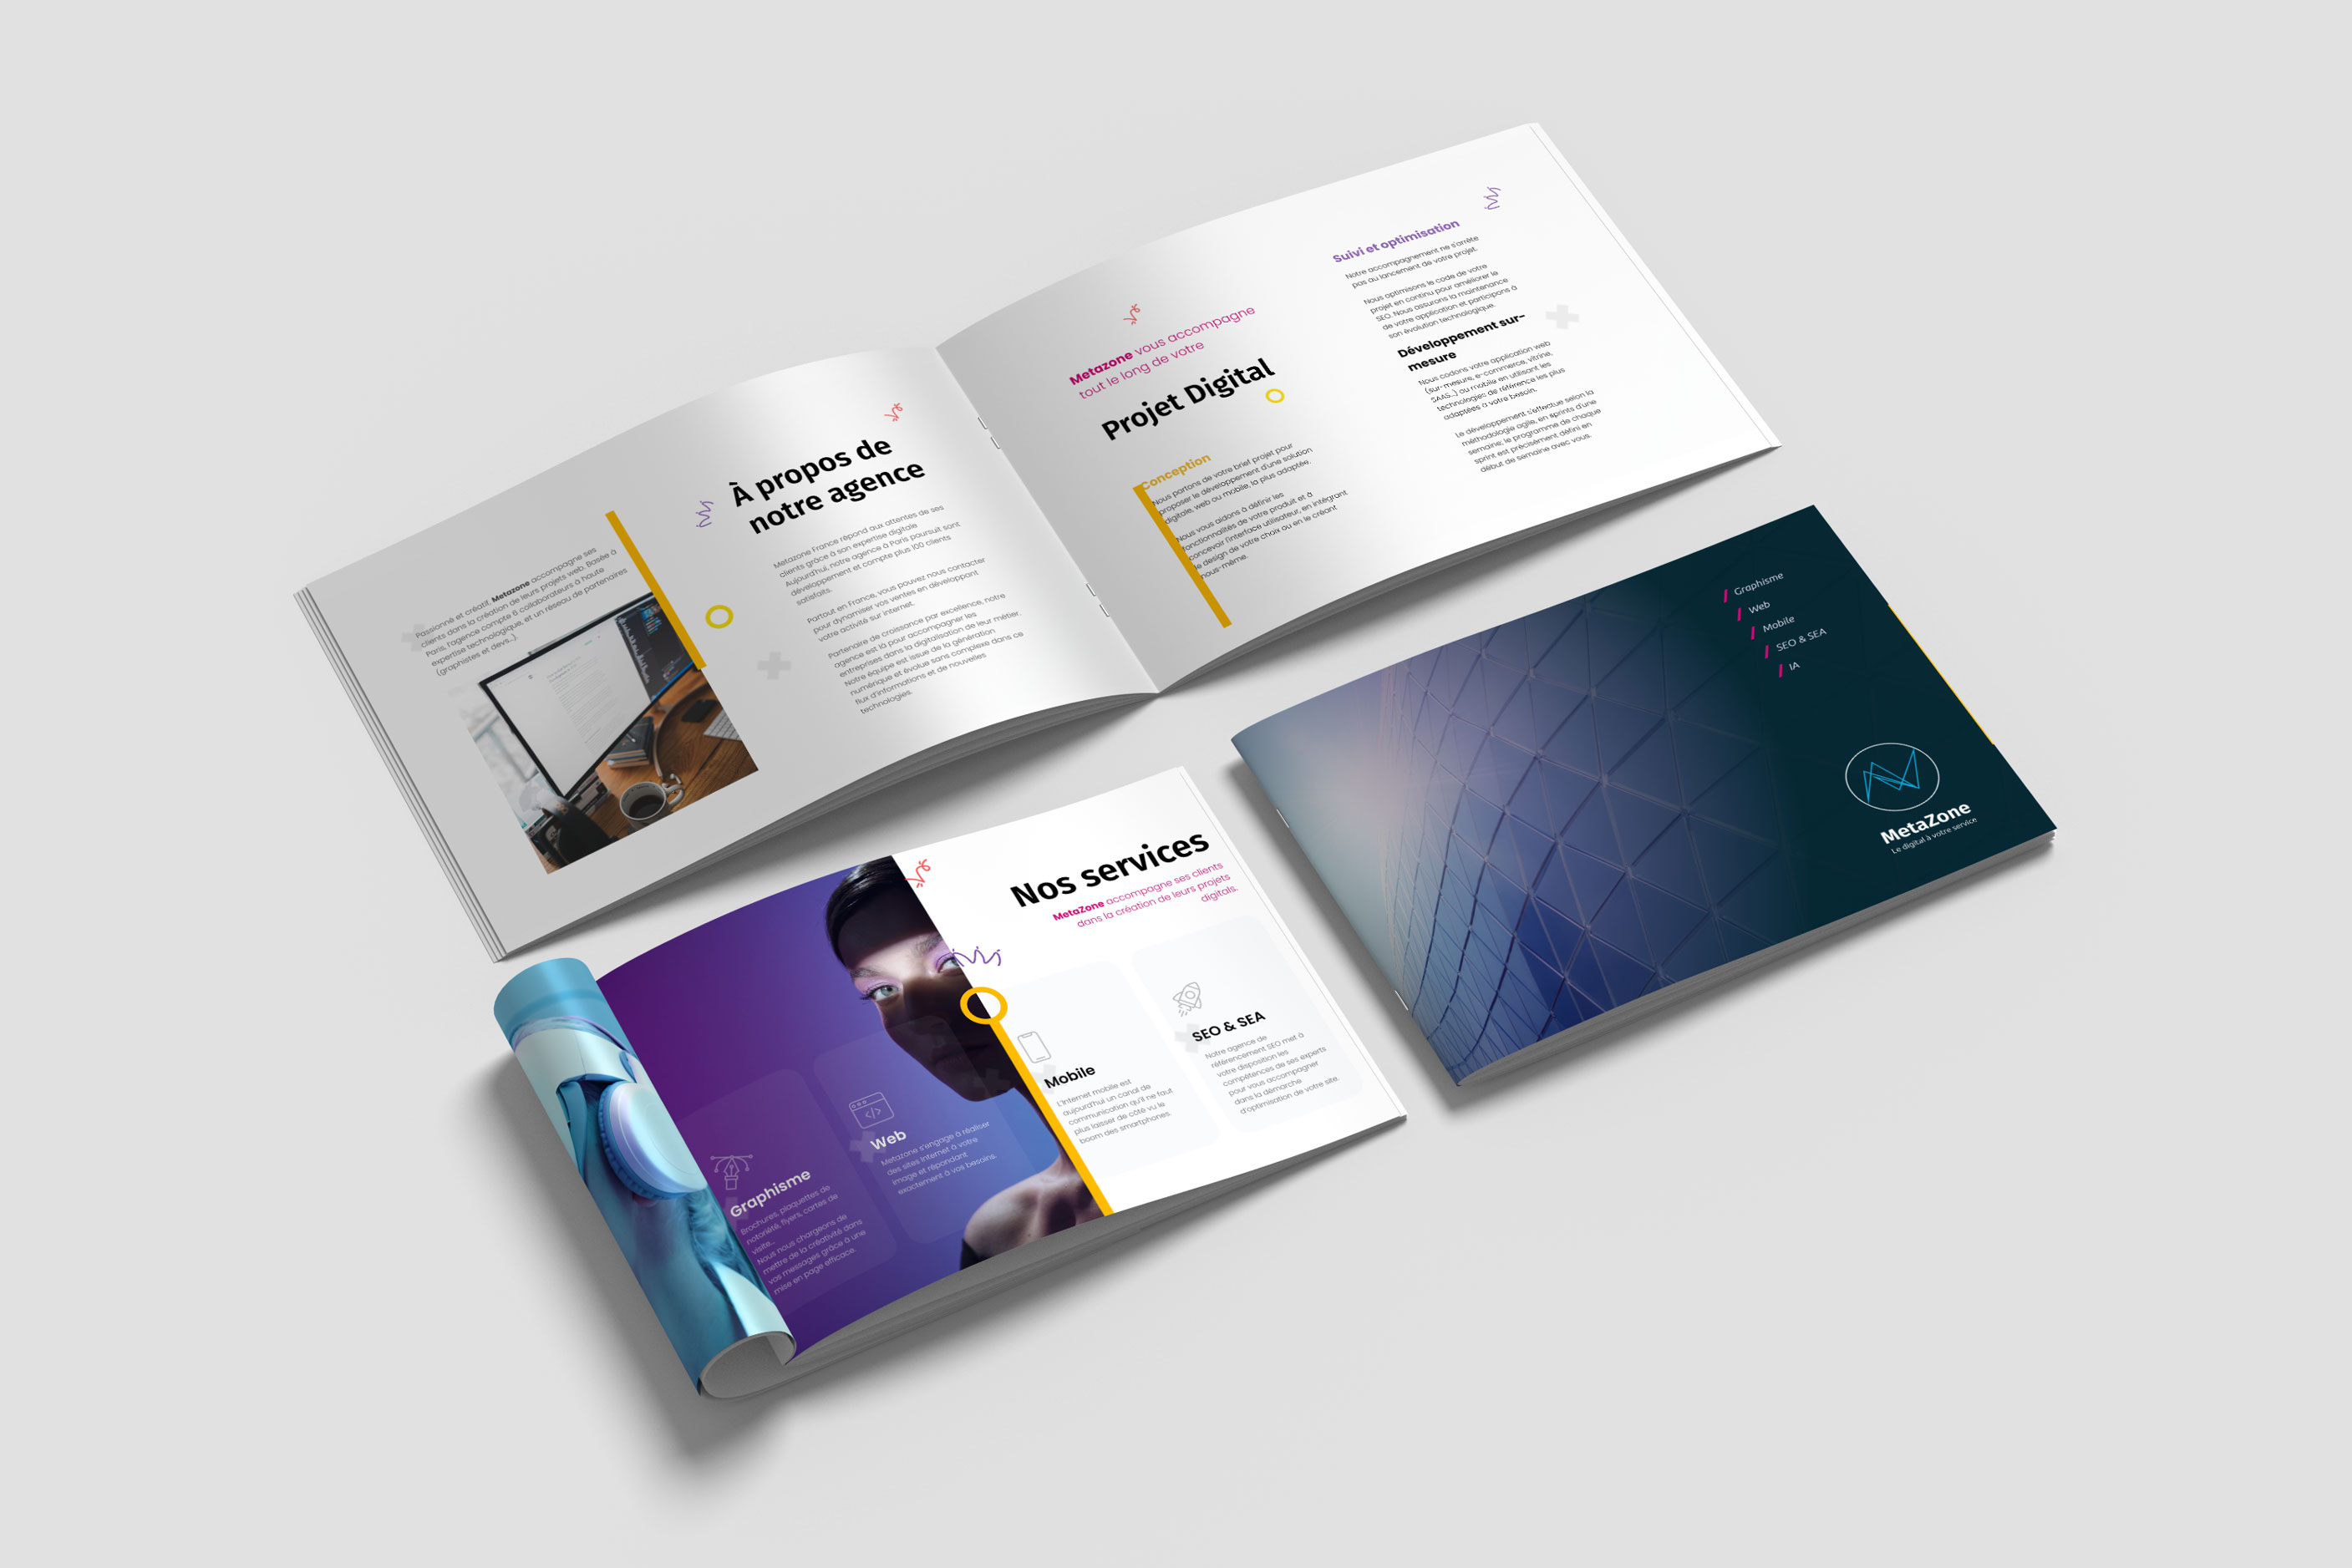 Passionné et créatif, Metazone accompagne ses
clients dans la création de leurs projets web. Basée à
Paris, l'agence compte 6 collaborateurs à haute
expertise technologique, et un réseau de partenaires
(graphistes et devs...).
À propos de
notre agence
Metazone France répond aux attentes de ses
clients grâce à son expertise digitale
Aujourd'hui, notre agence à Paris poursuit son
développement et compte plus 100 clients
satisfaits.
Partout en France, vous pouvez nous contacter
pour dynamiser vos ventes en développant
votre activité sur internet.
Partenaire de croissance par excellence, notre
agence est là pour accompagner les
entreprises dans la digitalisation de leur métier.
Notre équipe est issue de la génération
numérique et évolue sans complexe dans ce
flux d'informations et de nouvelles
technologies.
Metazone vous accompagne
tout le long de votre
Projet Digital
Conception
Nous partons de votre brief projet pour
proposer le développement d'une solution
digitale, web ou mobile, la plus adaptée.
Nous vous aidons à définir les
fonctionnalités de votre produit et à
concevoir l'interface utilisateur, en intégrant
le design de votre choix ou en le créant
nous-même.
Suivi et optimisation
Notre accompagnement ne s'arrête
pas au lancement de votre projet.
Nous optimisons le code de votre
projet en continu pour améliorer le
SEO. Nous assurons la maintenance
de votre application et participons à
son évolution technologique.
Développement sur-
mesure
Nous codons votre application web
(sur-mesure, e-commerce, vitrine,
SAAS...) ou mobile en utilisant les
technologies de référence les plus
adaptées à votre besoin.
Le développement s'effectue selon la
méthodologie agile, en sprints d'une
semaine; le programme de chaque
sprint est précisément défini en
début de semaine avec vous.
Graphisme
Web
Mobile
SEO & SEA
IA
MetaZone
Le digital à votre service
Nos services
MetaZone accompagne ses clients
dans la création de leurs projets
digitals.
Graphisme
Brochures, plaquettes de
notoriété, flyers, cartes de
visite...
Nous nous chargeons de
mettre de la créativité dans
vos messages grâce à une
mise en page efficace.
Web
Metazone s'engage à réaliser
des sites internet à votre
image et répondant
exactement à vos besoins.
Mobile
L'internet mobile est
aujourd'hui un canal de
communication qu'il ne faut
plus laisser de côté vu le
boom des smartphones.
SEO & SEA
Notre agence de
référencement SEO met à
votre disposition les
compétences de ses experts
pour vous accompagner
dans la démarche
d'optimisation de votre site.